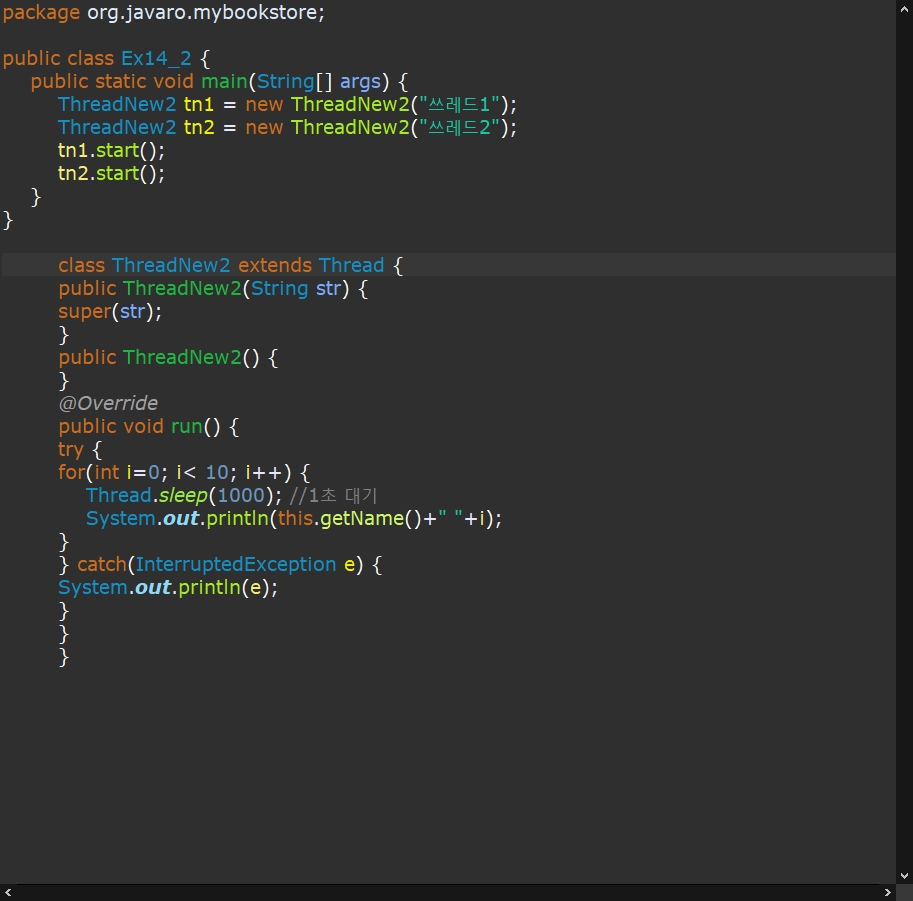 package org.javaro.mybookstore;
public class Ex14_2 {
public static void main(String[] args) {
ThreadNew2 tn1 = new ThreadNew2("쓰레드1");
ThreadNew2 tn2 = new ThreadNew2("쓰레드2");
tn1.start();
tn2.start();
}
}
class ThreadNew2 extends Thread {
public ThreadNew2(String str) {
super(str);
}
public ThreadNew2() {
}
@Override
public void run() {
try {
for(int i=0; i< 10; i++) {
Thread.sleep(1000); //1초 대기
System.out.println(this.getName()+" "+i);
}
} catch(InterruptedException e) {
System.out.println(e);
}
}
}